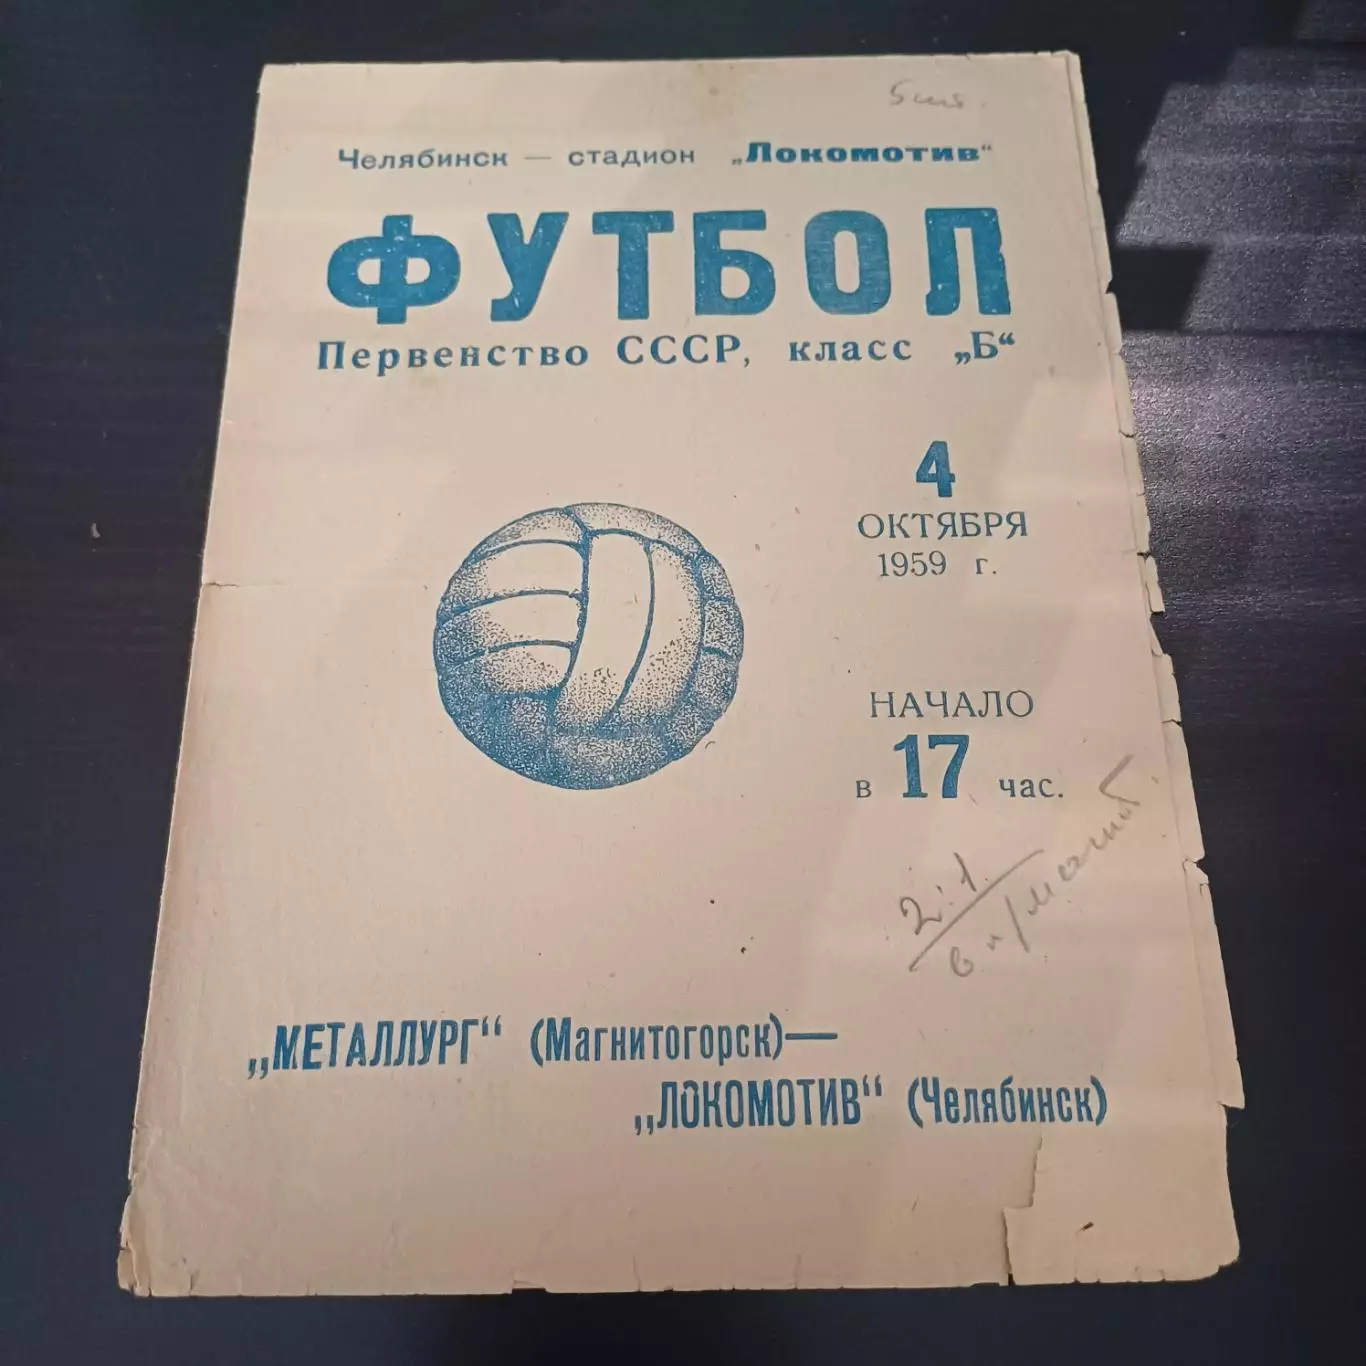 Челябинск — стадион „Локомотив“
ФУТБОЛ
Первенство СССР, класс „Б“
4
ОКТЯБРЯ
1959 г.
НАЧАЛО
в 17 час.
2:1
в п/Магнит.
„МЕТАЛЛУРГ“ (Магнитогорск)—
„ЛОКОМОТИВ“ (Челябинск)